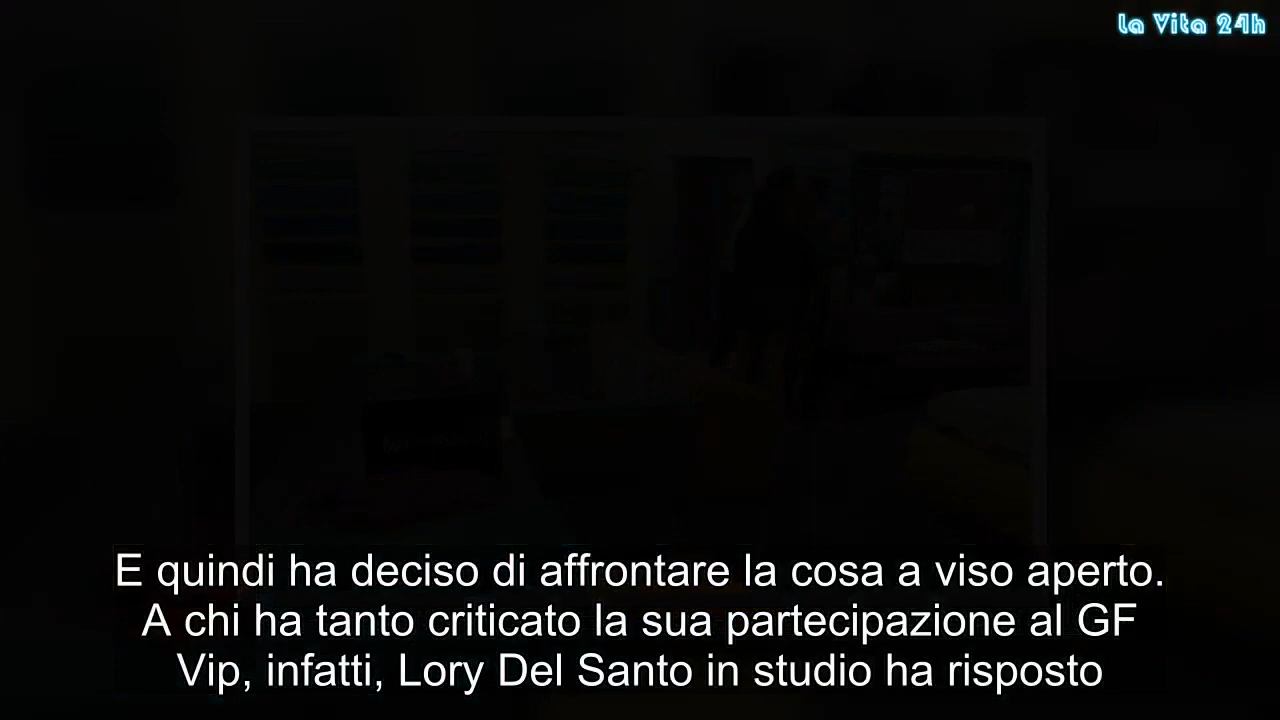 La Vita 24h
E quindi ha deciso di affrontare la cosa a viso aperto.
A chi ha tanto criticato la sua partecipazione al GF
Vip, infatti, Lory Del Santo in studio ha risposto